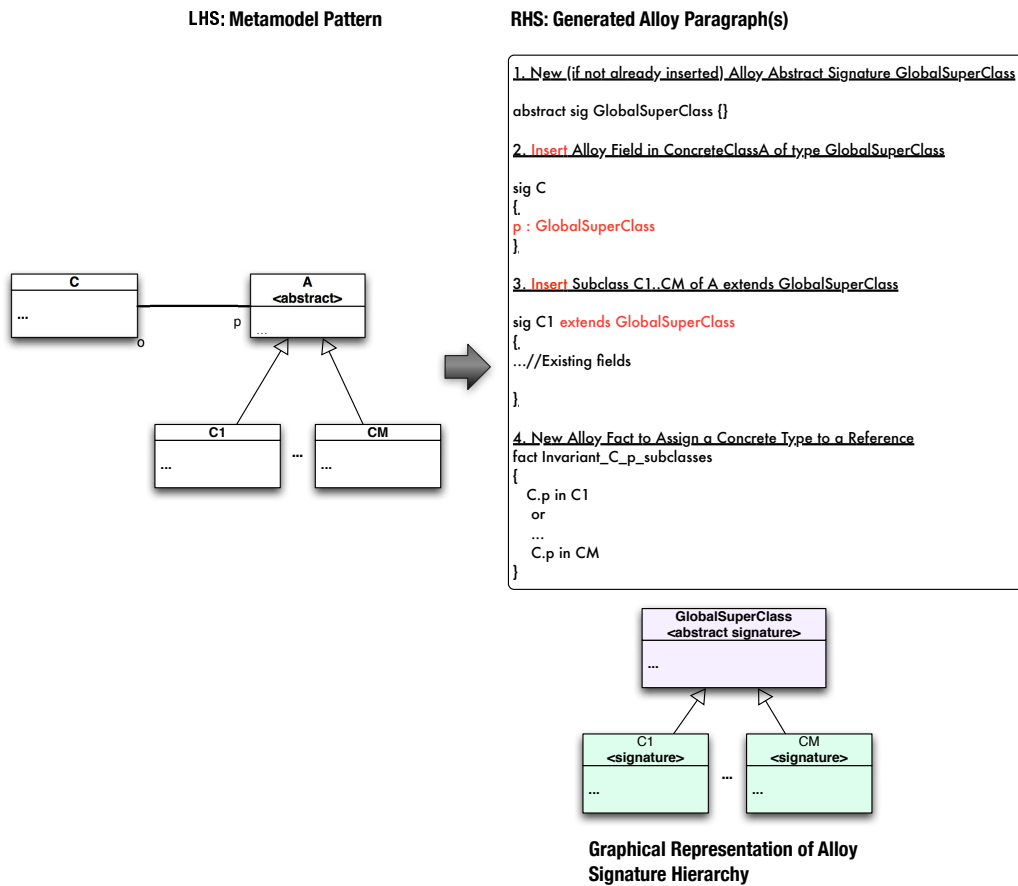 LHS: Metamodel Pattern
RHS: Generated Alloy Paragraph(s)
C
...
o
p
A
<abstract>
...
C1
...
...
CM
...
1. New (if not already inserted) Alloy Abstract Signature GlobalSuperClass
abstract sig GlobalSuperClass {}
2. Insert Alloy Field in ConcreteClassA of type GlobalSuperClass
sig C
{
p : GlobalSuperClass
}
3. Insert Subclass C1..CM of A extends GlobalSuperClass
sig C1 extends GlobalSuperClass
{
...//Existing fields
}
4. New Alloy Fact to Assign a Concrete Type to a Reference
fact Invariant_C_p_subclasses
{
C.p in C1
or
...
C.p in CM
}
GlobalSuperClass
<abstract signature>
...
C1
<signature>
...
...
CM
<signature>
...
Graphical Representation of Alloy
Signature Hierarchy